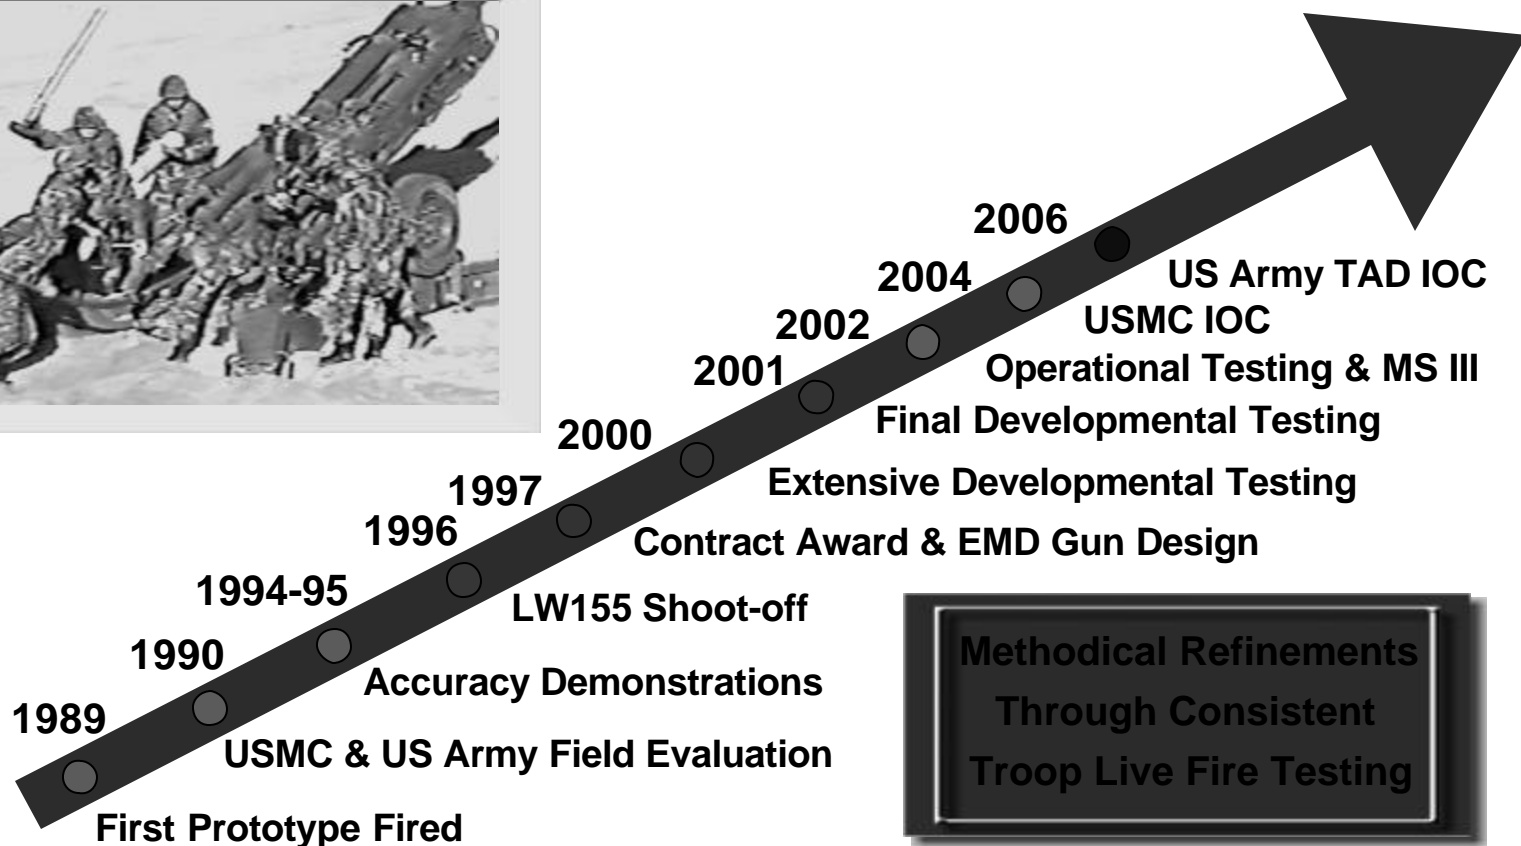 2006
US Army TAD IOC
2004
USMC IOC
2002
Operational Testing & MS III
2001
Final Developmental Testing
2000
Extensive Developmental Testing
1997
Contract Award & EMD Gun Design
1996
LW155 Shoot-off
1994-95
Accuracy Demonstrations
1990
USMC & US Army Field Evaluation
1989
First Prototype Fired
Methodical Refinements
Through Consistent
Troop Live Fire Testing